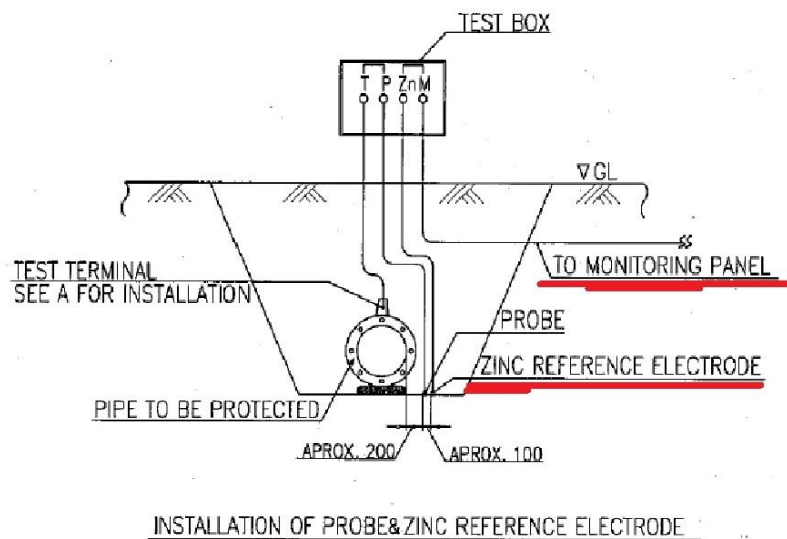 TEST BOX
T P Zn M
▽GL
TO MONITORING PANEL
TEST TERMINAL
SEE A FOR INSTALLATION
PROBE
ZINC REFERENCE ELECTRODE
PIPE TO BE PROTECTED
APROX. 200
APROX. 100
INSTALLATION OF PROBE&ZINC REFERENCE ELECTRODE